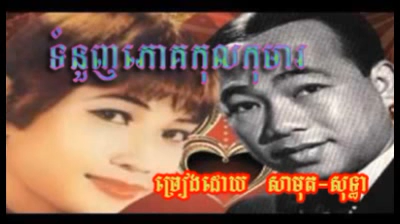 ទំនួញភោគកុលកុមារ
ចម្រៀងដោយ សាមុត-សុទ្ធា